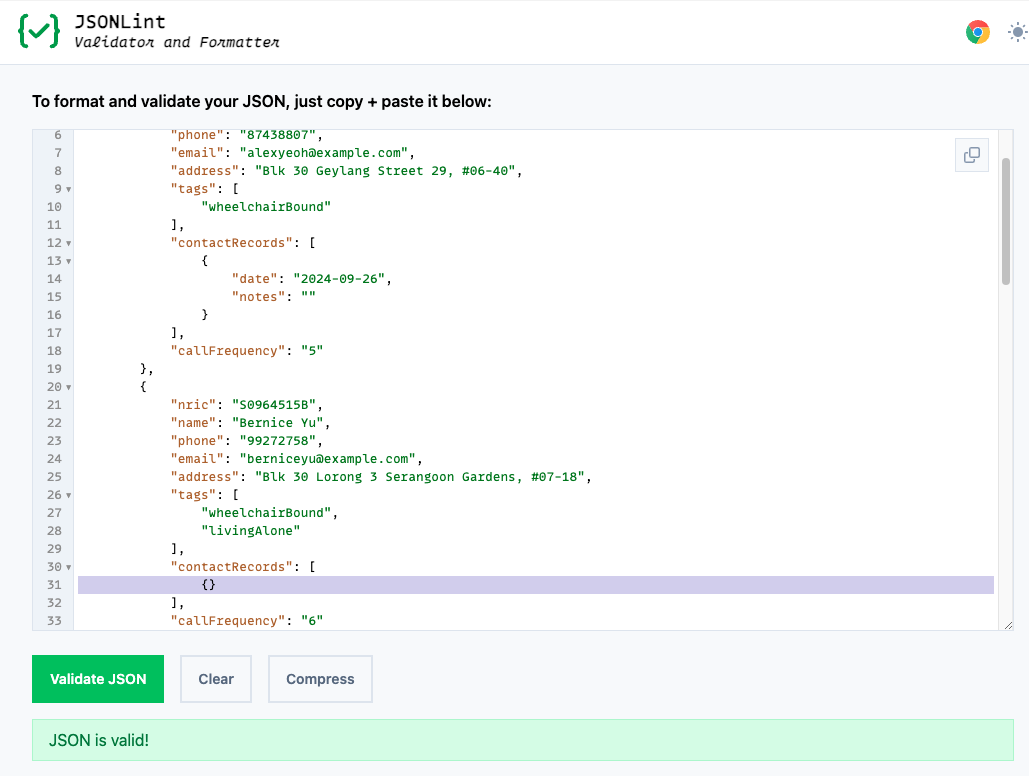 JSONLint
Validator and Formatter
To format and validate your JSON, just copy + paste it below:
6 "phone": "87438807",
7 "email": "alexyeoh@example.com",
8 "address": "Blk 30 Geylang Street 29, #06-40",
9 "tags": [
10 "wheelchairBound"
11 ],
12 "contactRecords": [
13 {
14 "date": "2024-09-26",
15 "notes": ""
16 }
17 ],
18 "callFrequency": "5"
19 },
20 {
21 "nric": "S0964515B",
22 "name": "Bernice Yu",
23 "phone": "99272758",
24 "email": "berniceyu@example.com",
25 "address": "Blk 30 Lorong 3 Serangoon Gardens, #07-18",
26 "tags": [
27 "wheelchairBound",
28 "livingAlone"
29 ],
30 "contactRecords": [
31 {}
32 ],
33 "callFrequency": "6"
Validate JSON Clear Compress
JSON is valid!